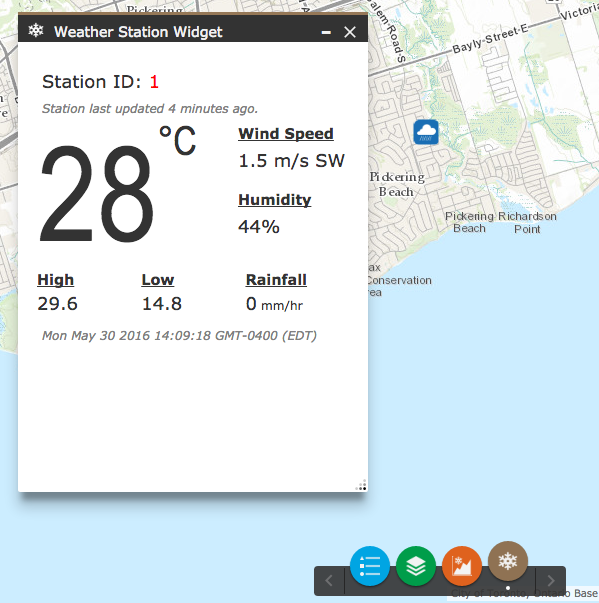 Pickering
Victoria
Weather Station Widget
alem Road S
Bayly-Street-E
Station ID: 1
Station last updated 4 minutes ago.
28 °C
Wind Speed
1.5 m/s SW
Humidity
44%
High
29.6
Low
14.8
Rainfall
0 mm/hr
Mon May 30 2016 14:09:18 GMT-0400 (EDT)
Pickering
Beach
Pickering
Beach
Richardson
Point
ax
Conservation
rea
City of Toronto, Ontario Base